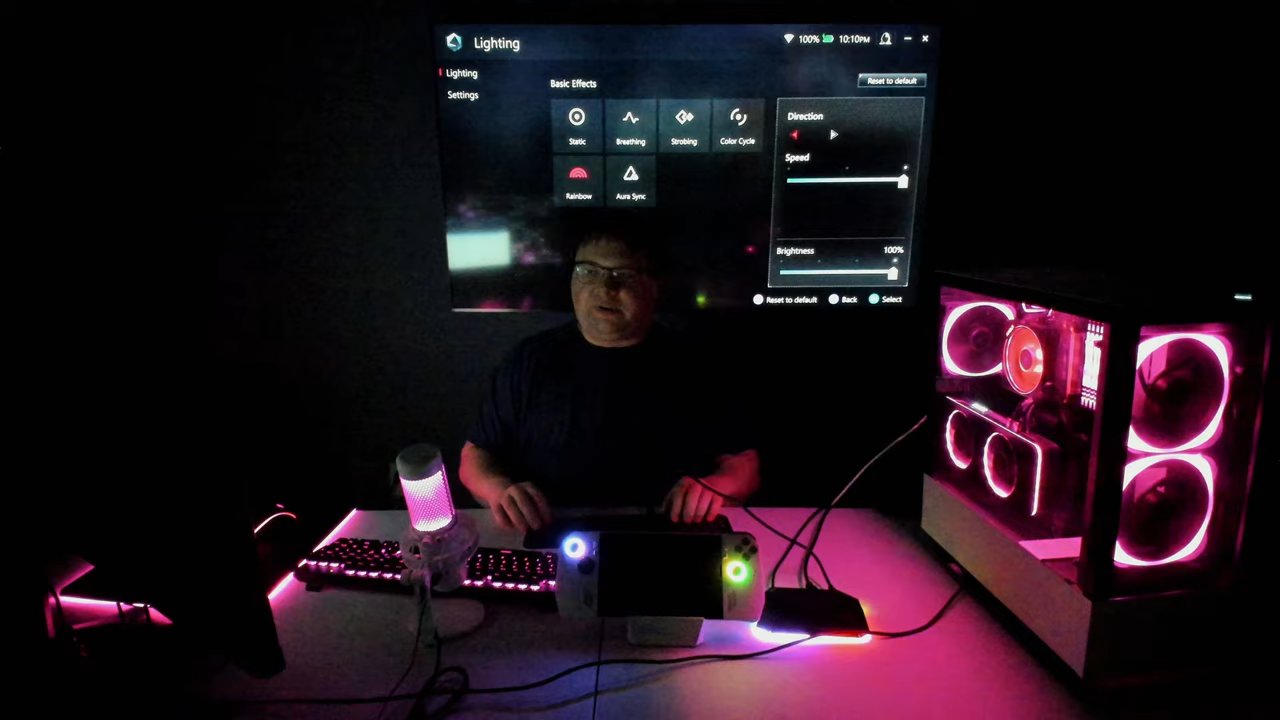 Lighting
100% 10:10PM
Lighting
Settings
Basic Effects
Reset to default
Static
Breathing
Strobing
Color Cycle
Rainbow
Aura Sync
Direction
Speed
Brightness 100%
Reset to default Back Select